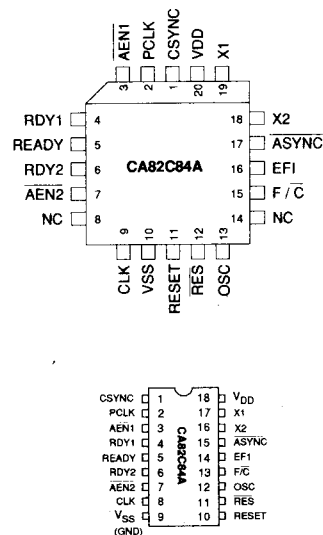 AEN1 PCLK CSYNC VDD X1
3 2 1 20 19
RDY1 4 18 X2
READY 5 17 ASYNC
RDY2 6 CA82C84A 16 EFI
AEN2 7 15 F/C
NC 8 14 NC
9 10 11 12 13
CLK VSS RESET RES OSC
CSYNC 1 18 VDD
PCLK 2 17 X1
AEN1 3 16 X2
RDY1 4 15 ASYNC
READY 5 14 EF1
RDY2 6 13 F/C
AEN2 7 12 OSC
CLK 8 11 RES
VSS 9 10 RESET
(GND)
CA82C84A